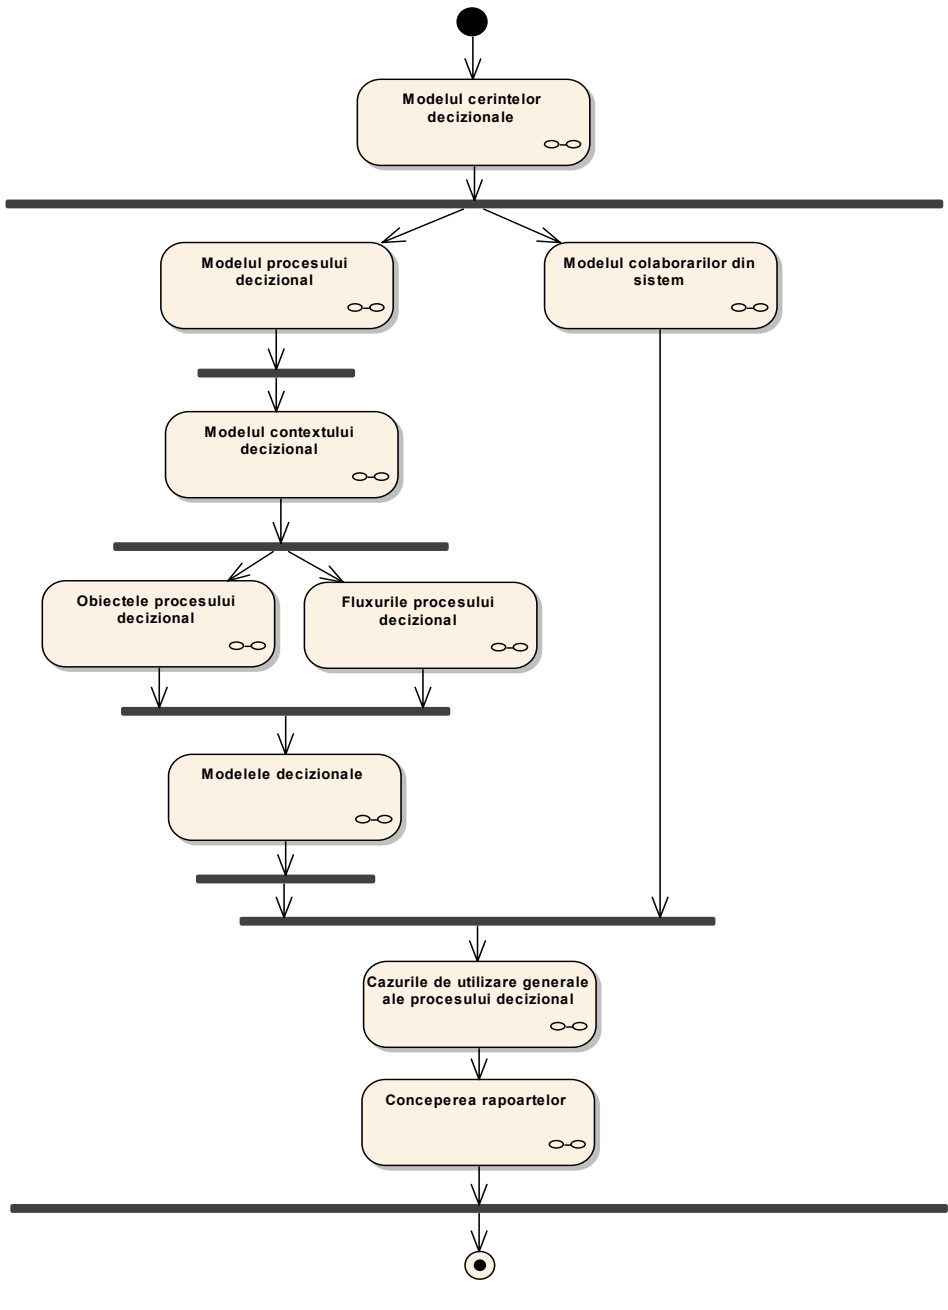 Modelul cerintelor
decizionale
Modelul procesului
decizional
Modelul colaborarilor din
sistem
Modelul contextului
decizional
Obiectele procesului
decizional
Fluxurile procesului
decizional
Modelele decizionale
Cazurile de utilizare generale
ale procesului decizional
Conceperea rapoartelor